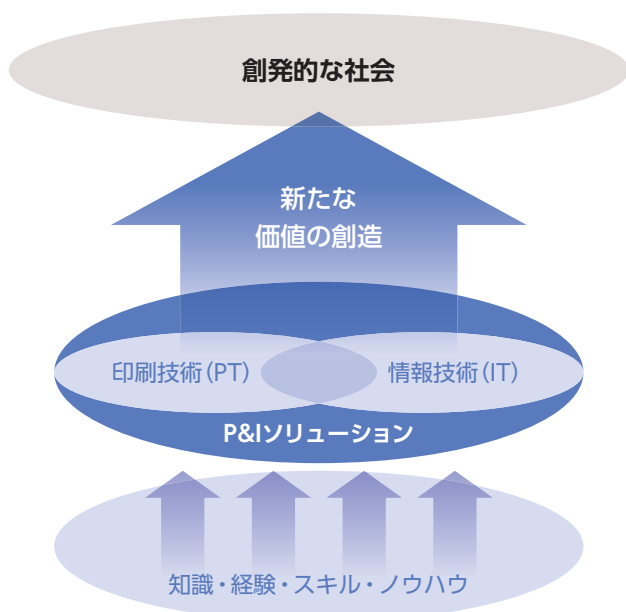 創発的な社会
新たな
価値の創造
印刷技術(PT)
情報技術(IT)
P&Iソリューション
知識・経験・スキル・ノウハウ